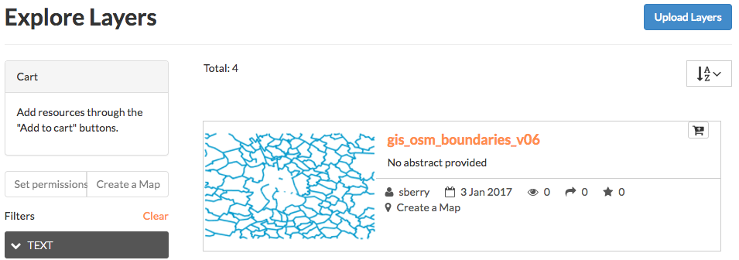 Explore Layers
Upload Layers
Cart
Add resources through the
"Add to cart" buttons.
Set permissions
Create a Map
Filters
Clear
TEXT
Total: 4
A
Z
gis_osm_boundaries_v06
No abstract provided
sberry
3 Jan 2017
0
0
0
Create a Map